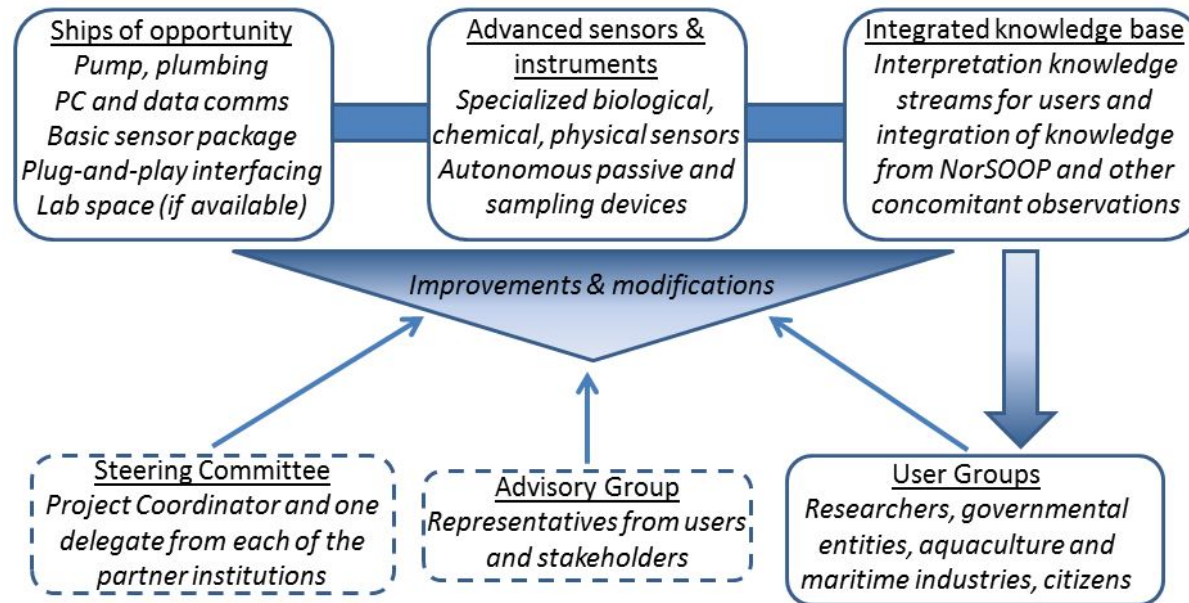 Ships of opportunity
Pump, plumbing
PC and data comms
Basic sensor package
Plug-and-play interfacing
Lab space (if available)
Advanced sensors &
instruments
Specialized biological,
chemical, physical sensors
Autonomous passive and
sampling devices
Integrated knowledge base
Interpretation knowledge
streams for users and
integration of knowledge
from NorSOOP and other
concomitant observations
Improvements & modifications
Steering Committee
Project Coordinator and one
delegate from each of the
partner institutions
Advisory Group
Representatives from users
and stakeholders
User Groups
Researchers, governmental
entities, aquaculture and
maritime industries, citizens